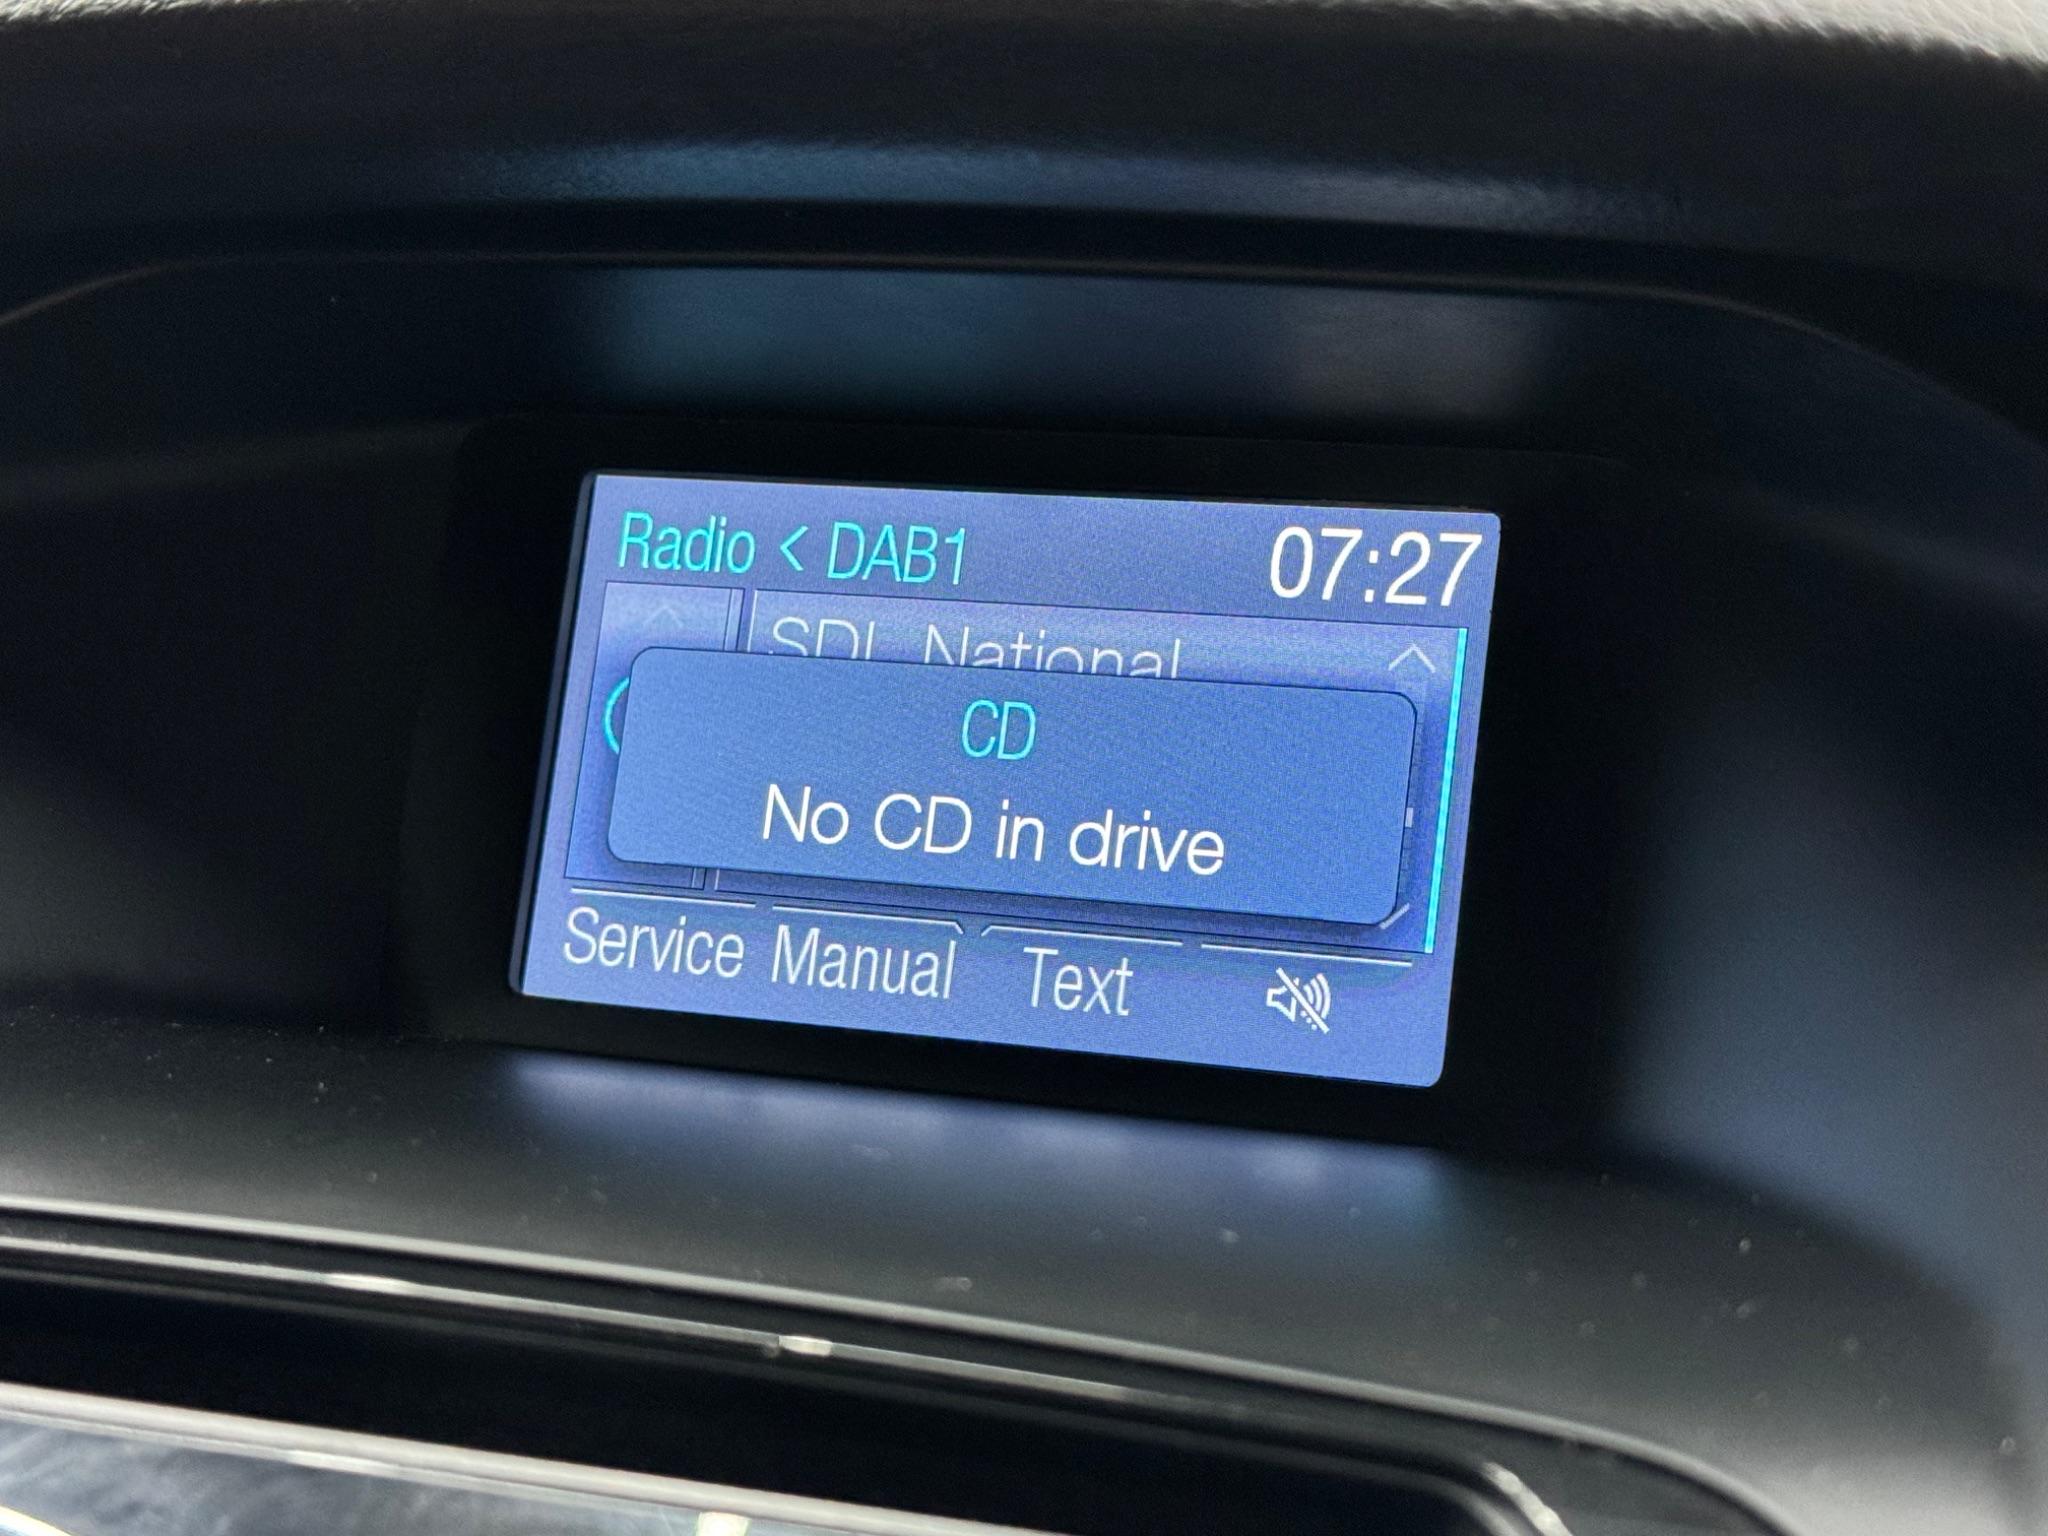 Radio < DAB1
07:27
SDL National
CD
No CD in drive
Service Manual Text